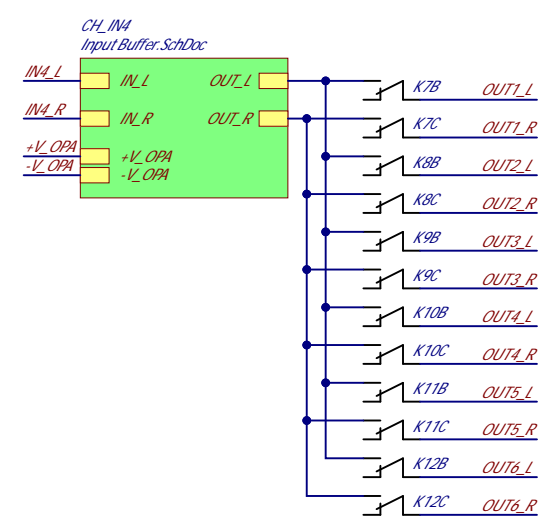 CH_IN4
Input Buffer.SchDoc
IN4_L IN_L OUT_L
K7B OUT1_L
IN4_R IN_R OUT_R
K7C OUT1_R
+V_OPA +V_OPA
K8B OUT2_L
-V_OPA -V_OPA
K8C OUT2_R
K9B OUT3_L
K9C OUT3_R
K10B OUT4_L
K10C OUT4_R
K11B OUT5_L
K11C OUT5_R
K12B OUT6_L
K12C OUT6_R